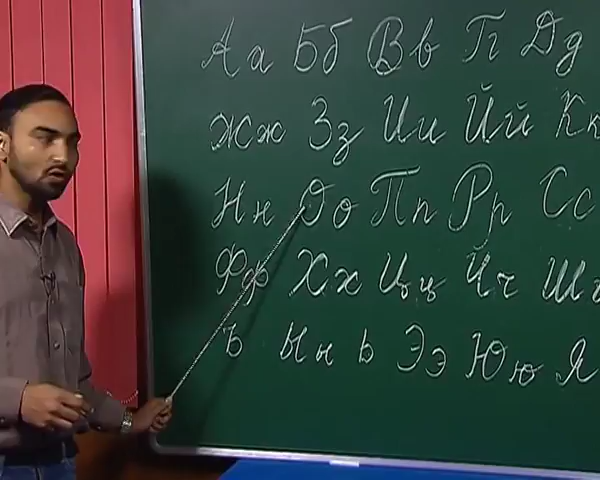 Аа Бб Вв Гг Дд
Жж Зз Ии Йй Кк
Нн Оо Пп Рр Сс
Фф Хх Цц Чч Шш
ъ Ыы ь Ээ Юю Я